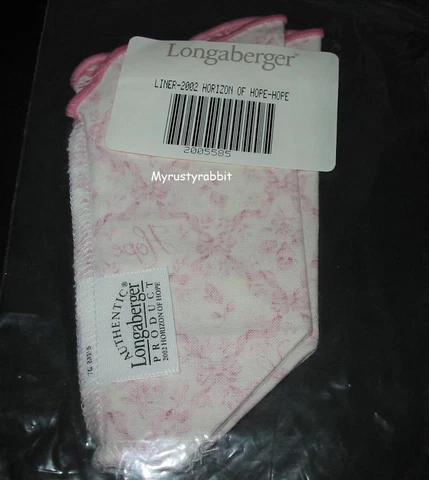 Longaberger®
LINER-2002 HORIZON OF HOPE-HOPE
2005585
Myrustyrabbit
Hope
AUTHENTIC®
Longaberger
PRODUCT
2002 HORIZON OF HOPE